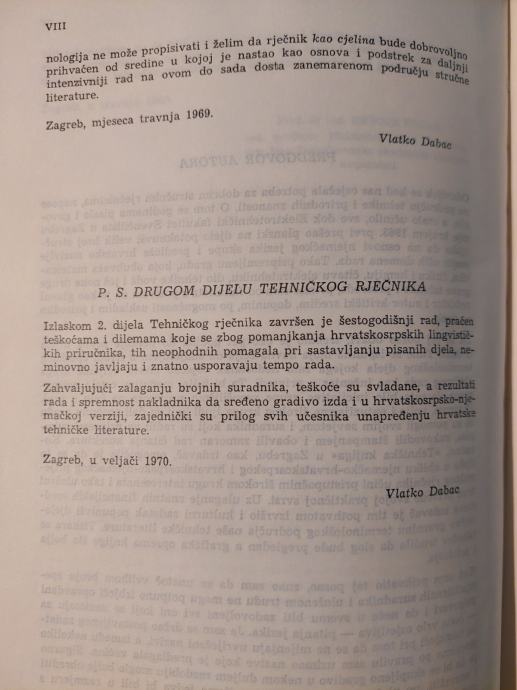 VIII
nologija ne može propisivati i želim da rječnik kao cjelina bude dobrovoljno
prihvaćen od sredine u kojoj je nastao kao osnova i podstrek za daljnji
intenzivniji rad na ovom do sada dosta zanemarenom području stručne
literature.
Zagreb, mjeseca travnja 1969.
Vlatko Dabac
P. S. DRUGOM DIJELU TEHNIČKOG RJEČNIKA
Izlaskom 2. dijela Tehničkog rječnika završen je šestogodišnji rad, praćen
teškoćama i dilemama koje se zbog pomanjkanja hrvatskosrpskih lingvistič-
kih priručnika, tih neophodnih pomagala pri sastavljanju pisanih djela, ne-
minovno javljaju i znatno usporavaju tempo rada.
Zahvaljujući zalaganju brojnih suradnika, teškoće su svladane, a rezultati
rada i spremnost nakladnika da sređeno gradivo izda i u hrvatskosrpsko-nje-
mačkoj verziji, zajednički su prilog svih učesnika unapređenju hrvatske
tehničke literature.
Zagreb, u veljači 1970.
Vlatko Dabac